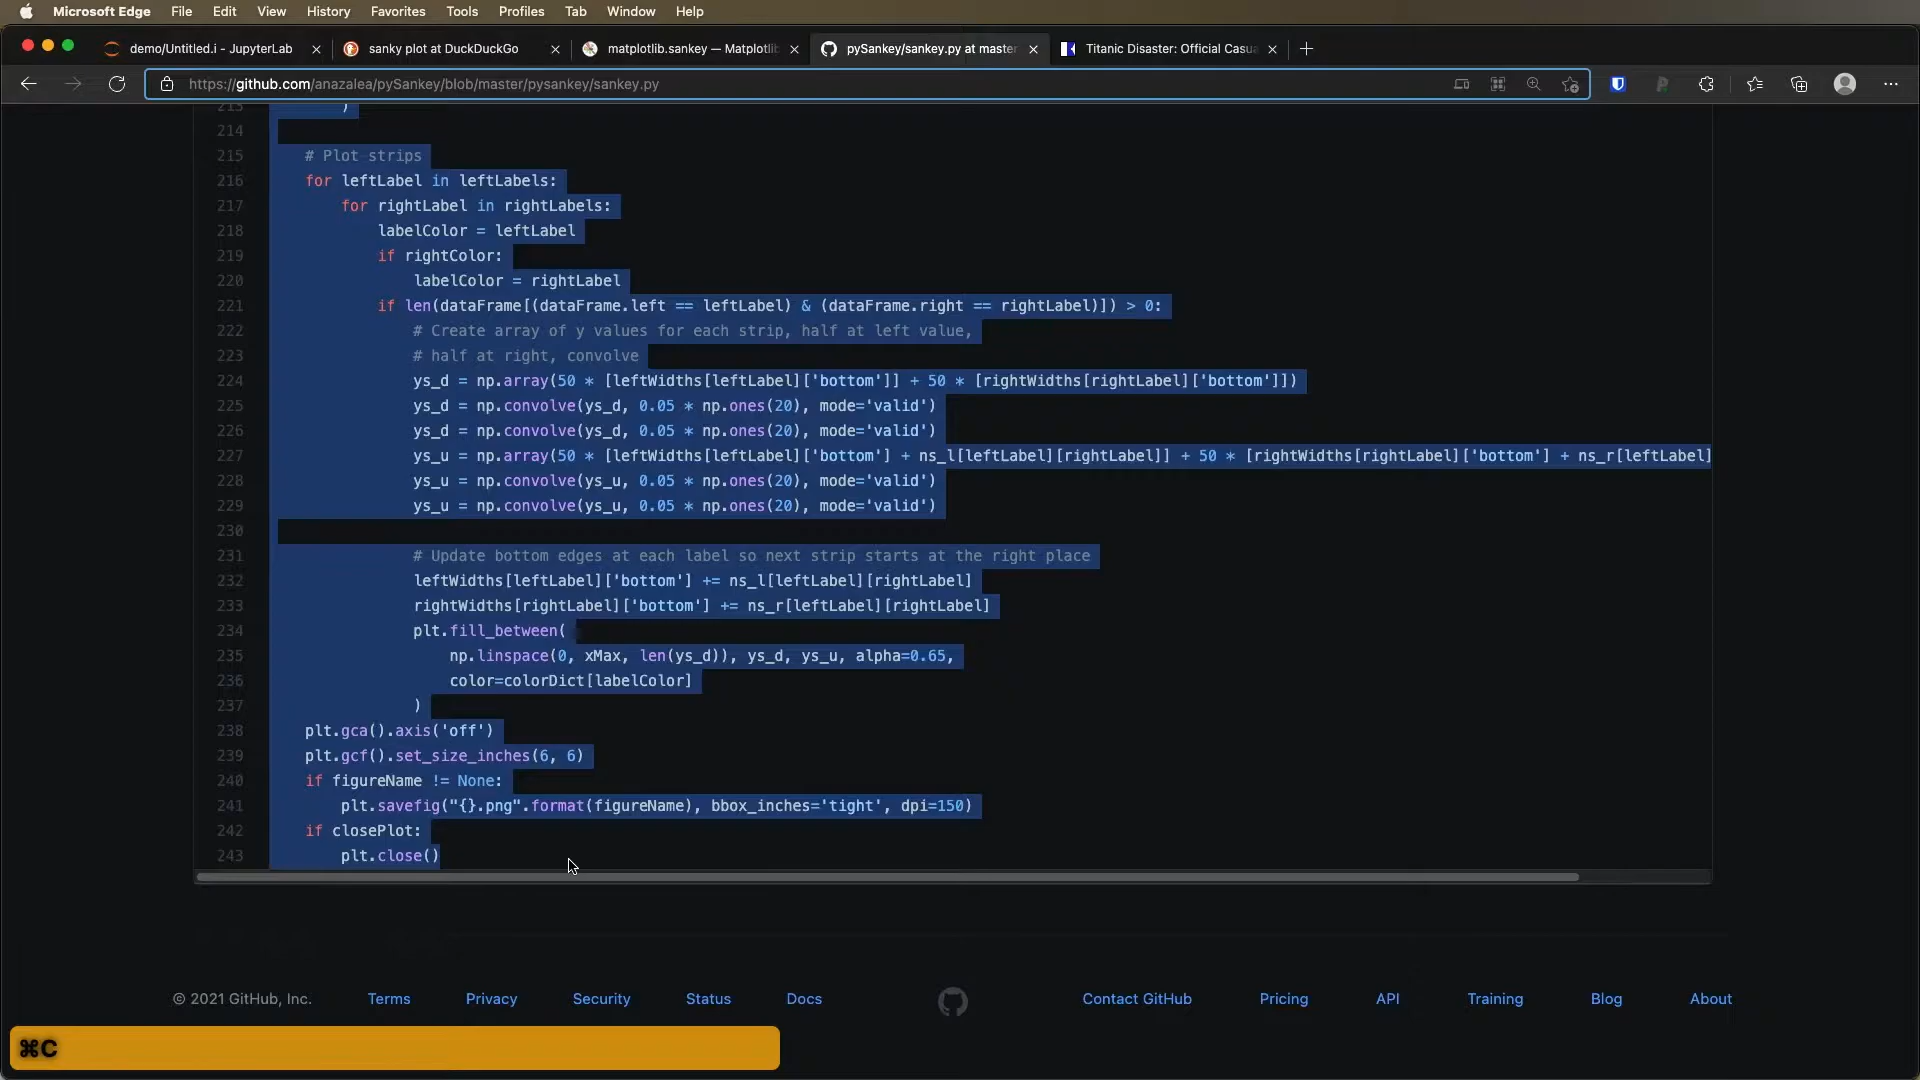 Microsoft Edge File Edit View History Favorites Tools Profiles Tab Window Help
demo/Untitled.i - JupyterLab
sanky plot at DuckDuckGo
matplotlib.sankey — Matplotlib
pySankey/sankey.py at master
Titanic Disaster: Official Casua
https://github.com/anazalea/pySankey/blob/master/pysankey/sankey.py
213 )
214
215 # Plot strips
216 for leftLabel in leftLabels:
217 for rightLabel in rightLabels:
218 labelColor = leftLabel
219 if rightColor:
220 labelColor = rightLabel
221 if len(dataFrame[(dataFrame.left == leftLabel) & (dataFrame.right == rightLabel)]) > 0:
222 # Create array of y values for each strip, half at left value,
223 # half at right, convolve
224 ys_d = np.array(50 * [leftWidths[leftLabel]['bottom']] + 50 * [rightWidths[rightLabel]['bottom']])
225 ys_d = np.convolve(ys_d, 0.05 * np.ones(20), mode='valid')
226 ys_d = np.convolve(ys_d, 0.05 * np.ones(20), mode='valid')
227 ys_u = np.array(50 * [leftWidths[leftLabel]['bottom'] + ns_l[leftLabel][rightLabel]] + 50 * [rightWidths[rightLabel]['bottom'] + ns_r[leftLabel]
228 ys_u = np.convolve(ys_u, 0.05 * np.ones(20), mode='valid')
229 ys_u = np.convolve(ys_u, 0.05 * np.ones(20), mode='valid')
230
231 # Update bottom edges at each label so next strip starts at the right place
232 leftWidths[leftLabel]['bottom'] += ns_l[leftLabel][rightLabel]
233 rightWidths[rightLabel]['bottom'] += ns_r[leftLabel][rightLabel]
234 plt.fill_between(
235 np.linspace(0, xMax, len(ys_d)), ys_d, ys_u, alpha=0.65,
236 color=colorDict[labelColor]
237 )
238 plt.gca().axis('off')
239 plt.gcf().set_size_inches(6, 6)
240 if figureName != None:
241 plt.savefig("{}.png".format(figureName), bbox_inches='tight', dpi=150)
242 if closePlot:
243 plt.close()
© 2021 GitHub, Inc. Terms Privacy Security Status Docs Contact GitHub Pricing API Training Blog About
⌘C